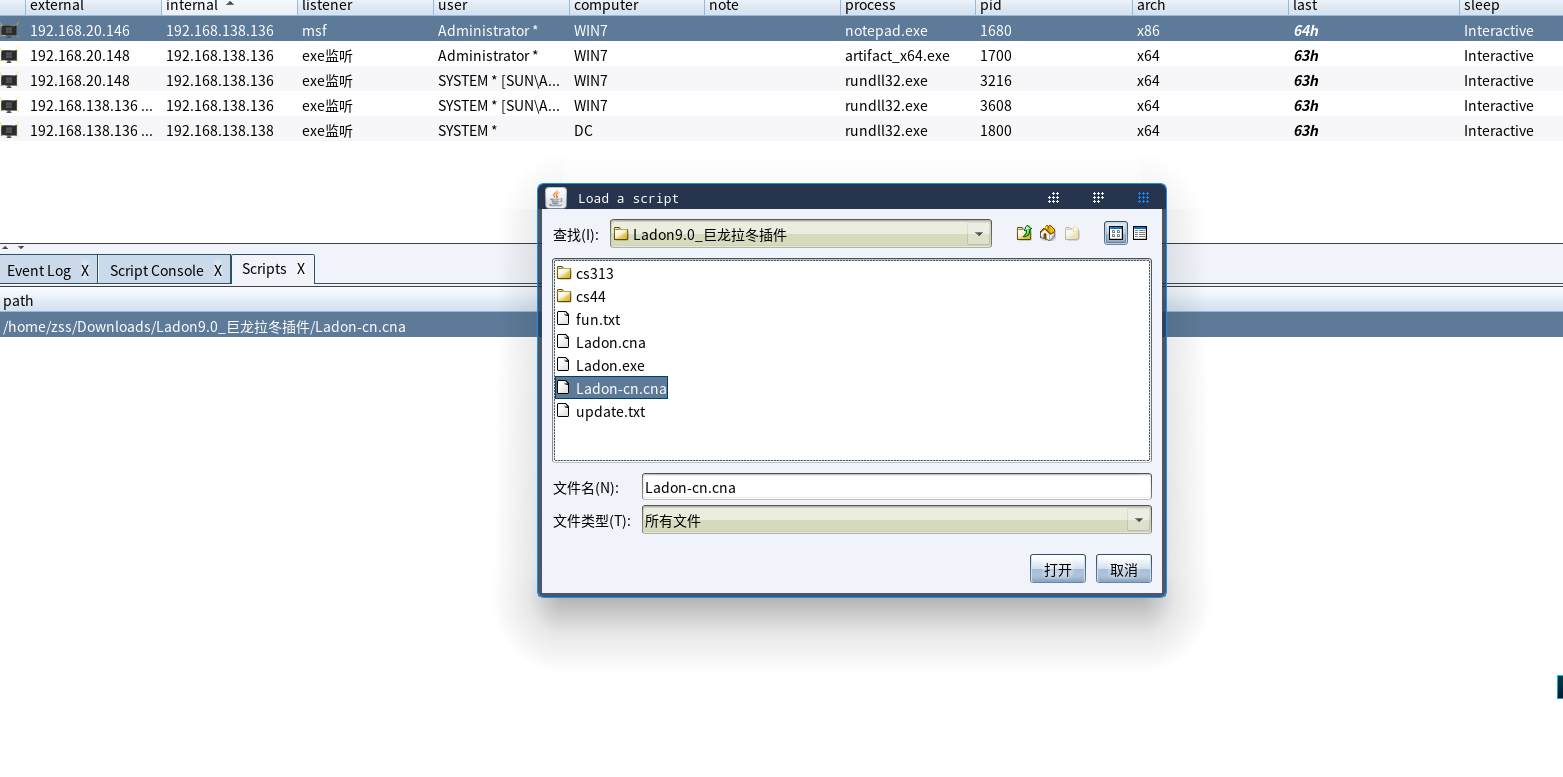 external internal listener user computer note process pid arch last sleep
192.168.20.146 192.168.138.136 msf Administrator * WIN7 notepad.exe 1680 x86 64h Interactive
192.168.20.148 192.168.138.136 exe监听 Administrator * WIN7 artifact_x64.exe 1700 x64 63h Interactive
192.168.20.148 192.168.138.136 exe监听 SYSTEM * [SUN\A... WIN7 rundll32.exe 3216 x64 63h Interactive
192.168.138.136 ... 192.168.138.136 exe监听 SYSTEM * [SUN\A... WIN7 rundll32.exe 3608 x64 63h Interactive
192.168.138.136 ... 192.168.138.138 exe监听 SYSTEM * DC rundll32.exe 1800 x64 63h Interactive
Load a script
查找(I): Ladon9.0_巨龙拉冬插件
cs313
cs44
fun.txt
Ladon.cna
Ladon.exe
Ladon-cn.cna
update.txt
文件名(N): Ladon-cn.cna
文件类型(T): 所有文件
打开 取消
Event Log X Script Console X Scripts X
path
/home/zss/Downloads/Ladon9.0_巨龙拉冬插件/Ladon-cn.cna